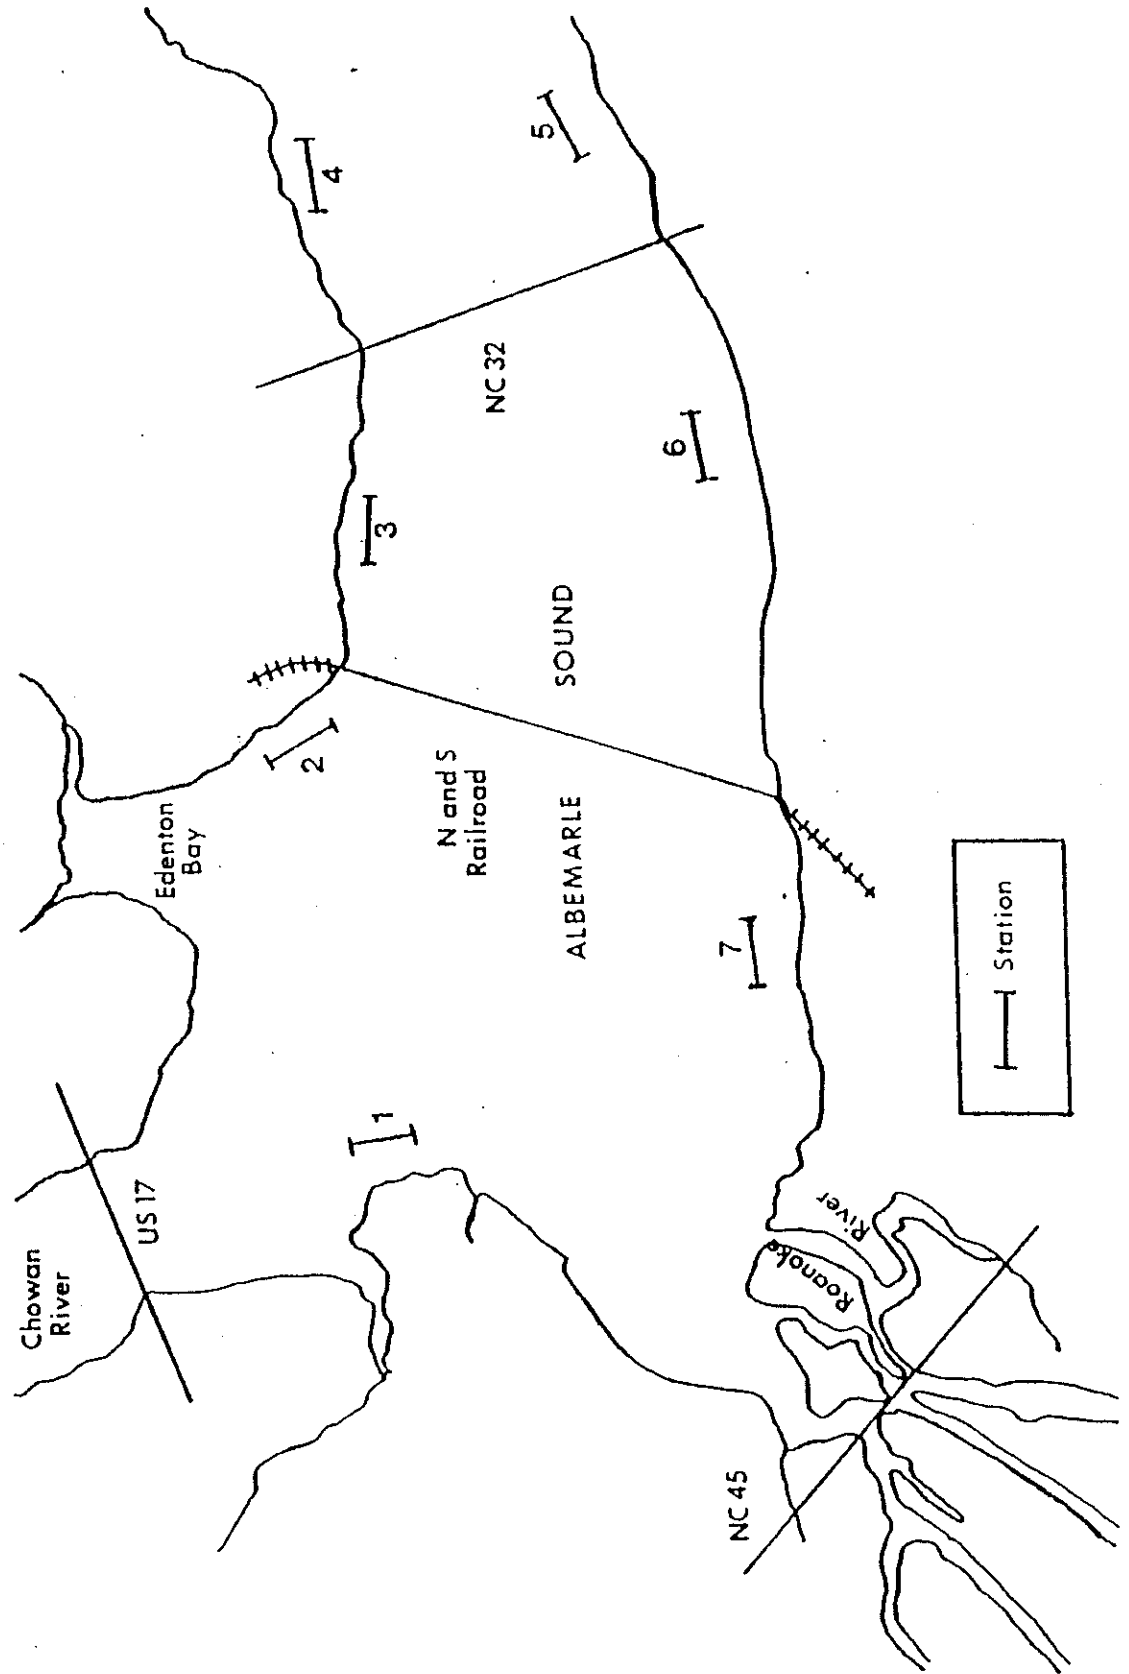 Chowan
River
US 17
Edenton
Bay
1
2
3
4
N and S
Railroad
NC 32
ALBEMARLE SOUND
5
6
7
Roanoke River
NC 45
Station